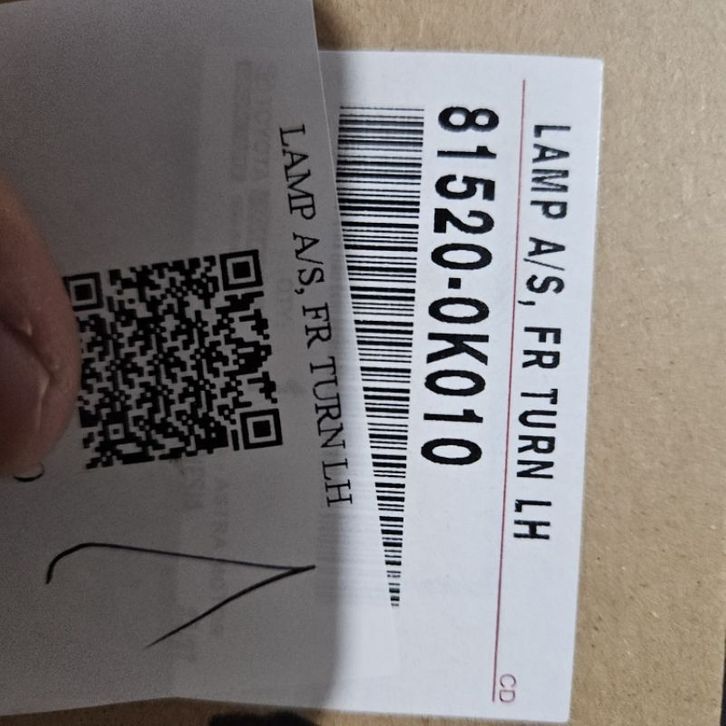 LAMP A/S, FR TURN LH
81520-0K010
CD
LAMP A/S, FR TURN LH